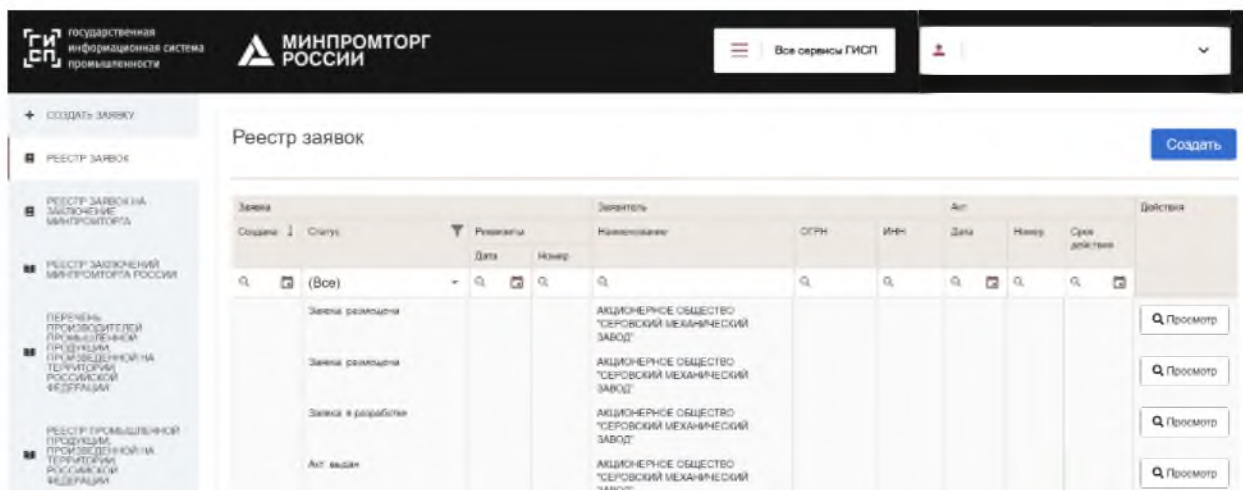 государственная
информационная система
промышленности
ГИСП
МИНПРОМТОРГ
РОССИИ
Все сервисы ГИСП
СОЗДАТЬ ЗАЯВКУ
РЕЕСТР ЗАЯВОК
РЕЕСТР ЗАЯВОК НА
ЗАКЛЮЧЕНИЕ
МИНПРОМТОРГА
РЕЕСТР ЗАКЛЮЧЕНИЙ
МИНПРОМТОРГА РОССИИ
ПЕРЕЧЕНЬ
ПРОИЗВОДИТЕЛЕЙ
ПРОМЫШЛЕННОЙ
ПРОДУКЦИИ,
ПРОИЗВЕДЕННОЙ НА
ТЕРРИТОРИИ
РОССИЙСКОЙ
ФЕДЕРАЦИИ
РЕЕСТР ПРОМЫШЛЕННОЙ
ПРОДУКЦИИ,
ПРОИЗВЕДЕННОЙ НА
ТЕРРИТОРИИ
РОССИЙСКОЙ
ФЕДЕРАЦИИ
Реестр заявок
Создать
Заявка Заявитель Акт Действия
Создана Статус Реквизиты Наименование ОГРН ИНН Дата Номер Срок
действия
Дата Номер
(Все)
Заявка размещена АКЦИОНЕРНОЕ ОБЩЕСТВО
"СЕРОВСКИЙ МЕХАНИЧЕСКИЙ
ЗАВОД"
Просмотр
Заявка размещена АКЦИОНЕРНОЕ ОБЩЕСТВО
"СЕРОВСКИЙ МЕХАНИЧЕСКИЙ
ЗАВОД"
Просмотр
Заявка в разработке АКЦИОНЕРНОЕ ОБЩЕСТВО
"СЕРОВСКИЙ МЕХАНИЧЕСКИЙ
ЗАВОД"
Просмотр
Акт выдан АКЦИОНЕРНОЕ ОБЩЕСТВО
"СЕРОВСКИЙ МЕХАНИЧЕСКИЙ
ЗАВОД"
Просмотр